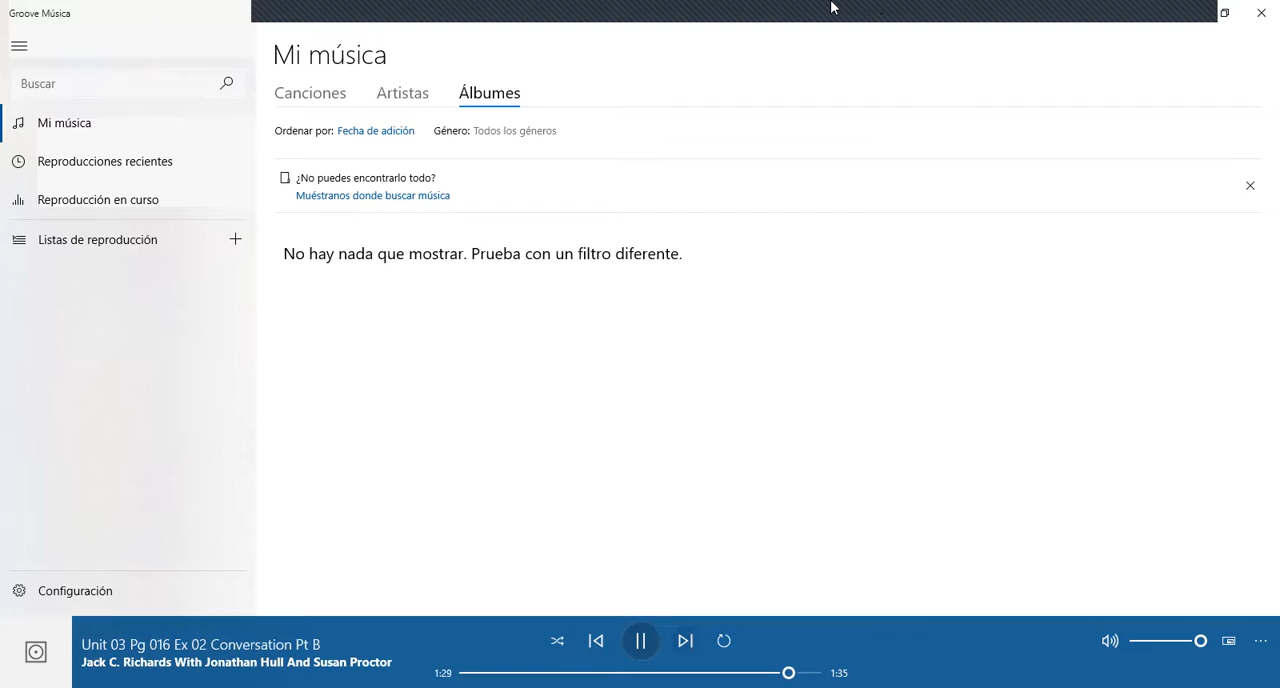 Groove Música
Buscar
Mi música
Reproducciones recientes
Reproducción en curso
Listas de reproducción
Configuración
Mi música
Canciones Artistas Álbumes
Ordenar por: Fecha de adición Género: Todos los géneros
¿No puedes encontrarlo todo?
Muéstranos donde buscar música
No hay nada que mostrar. Prueba con un filtro diferente.
Unit 03 Pg 016 Ex 02 Conversation Pt B
Jack C. Richards With Jonathan Hull And Susan Proctor
1:29 1:35